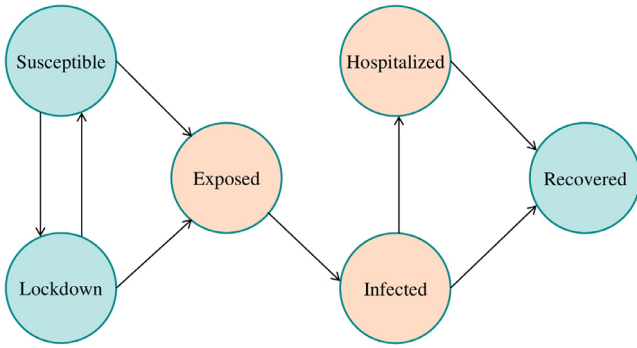 Susceptible
Hospitalized
Exposed
Recovered
Lockdown
Infected